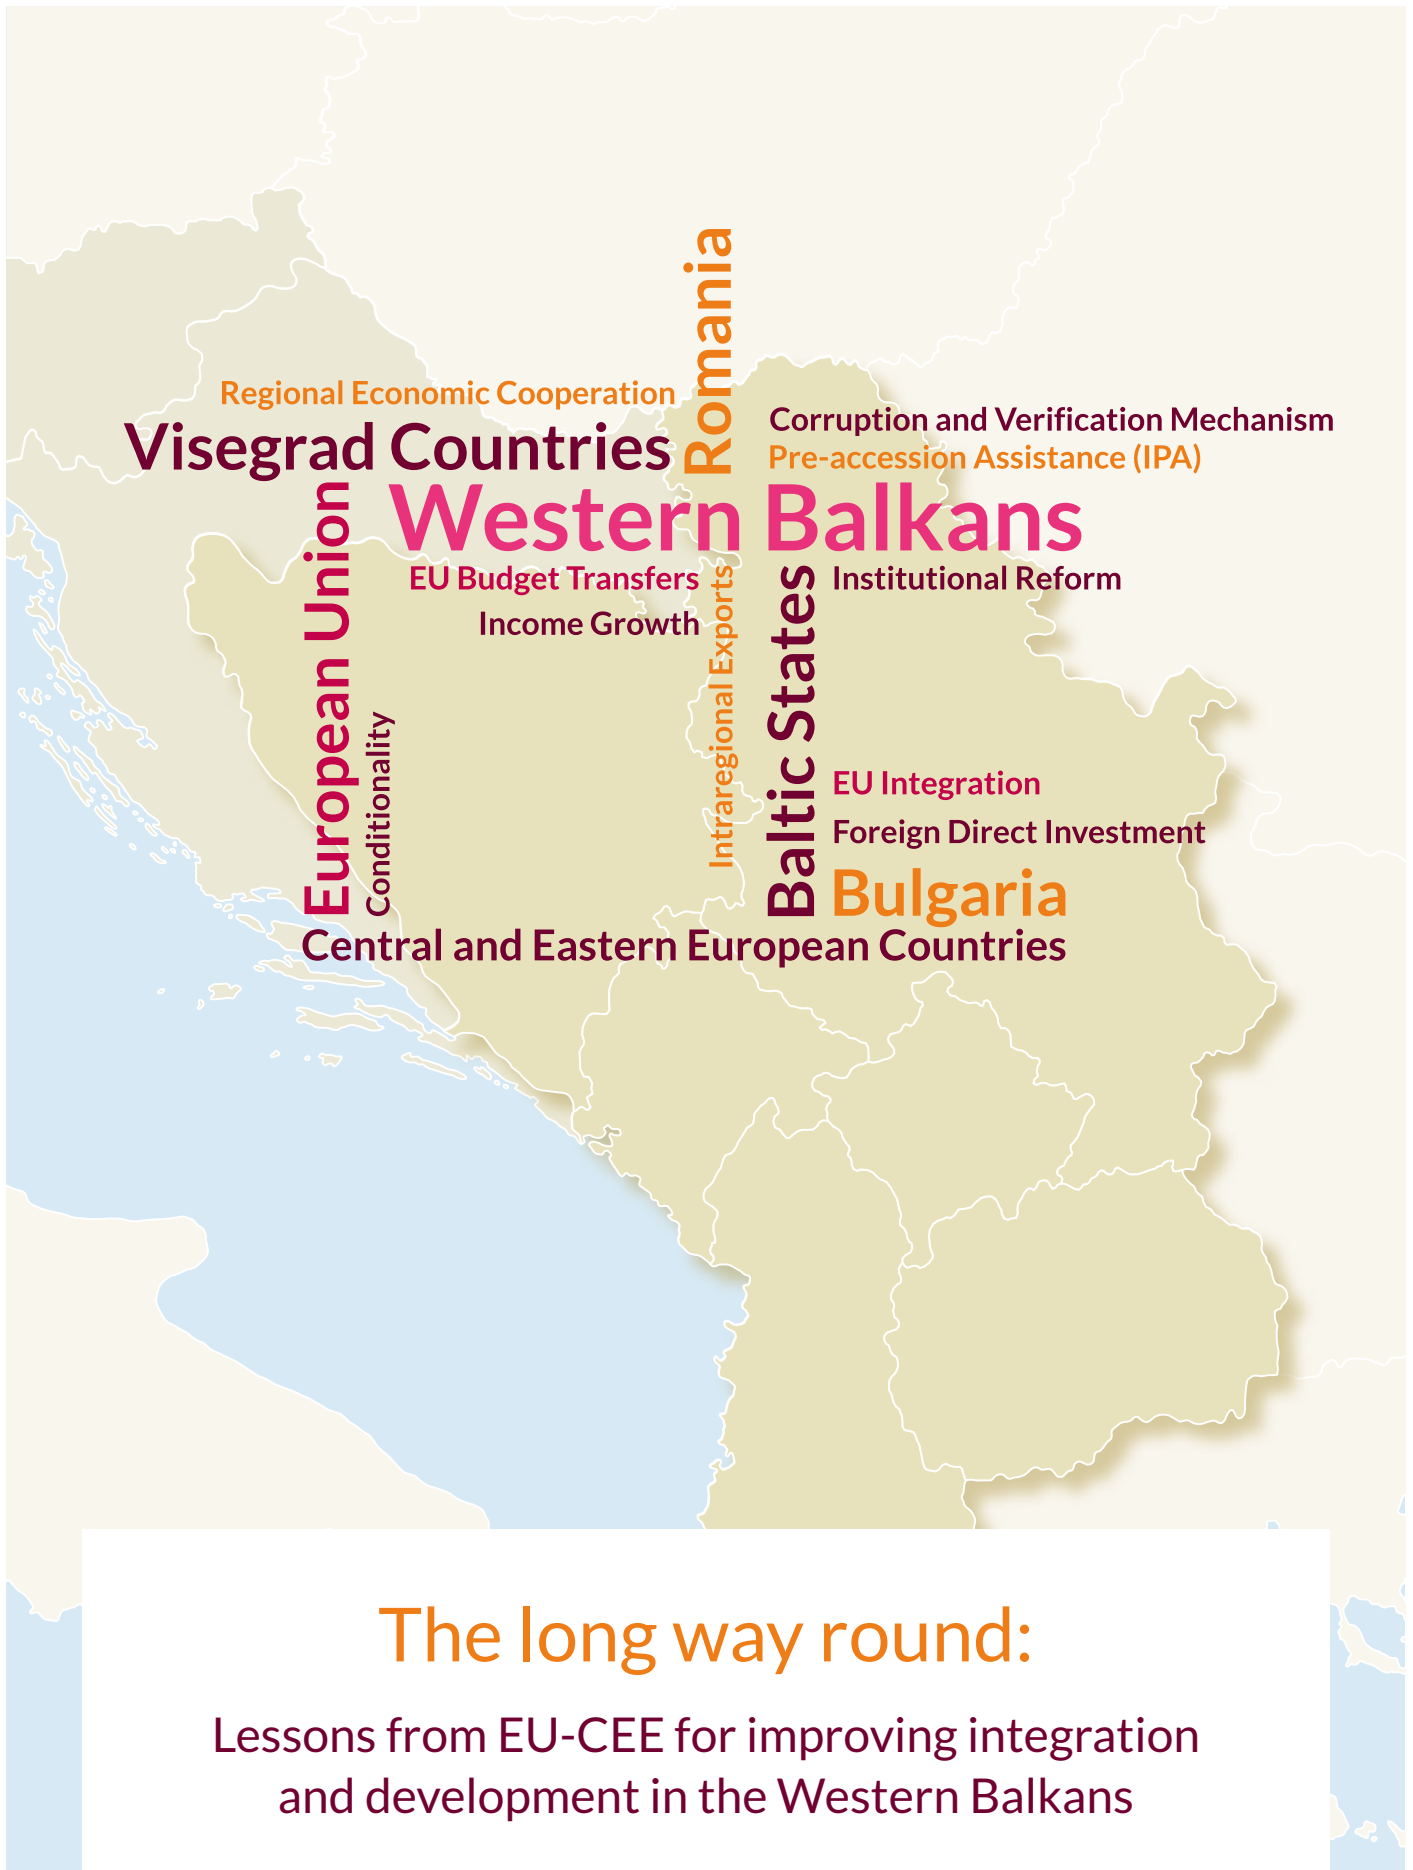 Romania
Regional Economic Cooperation
Corruption and Verification Mechanism
Visegrad Countries
Pre-accession Assistance (IPA)
Western Balkans
European Union
EU Budget Transfers
Intraregional Exports
Baltic States
Institutional Reform
Income Growth
Conditionality
EU Integration
Foreign Direct Investment
Bulgaria
Central and Eastern European Countries
The long way round:
Lessons from EU-CEE for improving integration
and development in the Western Balkans